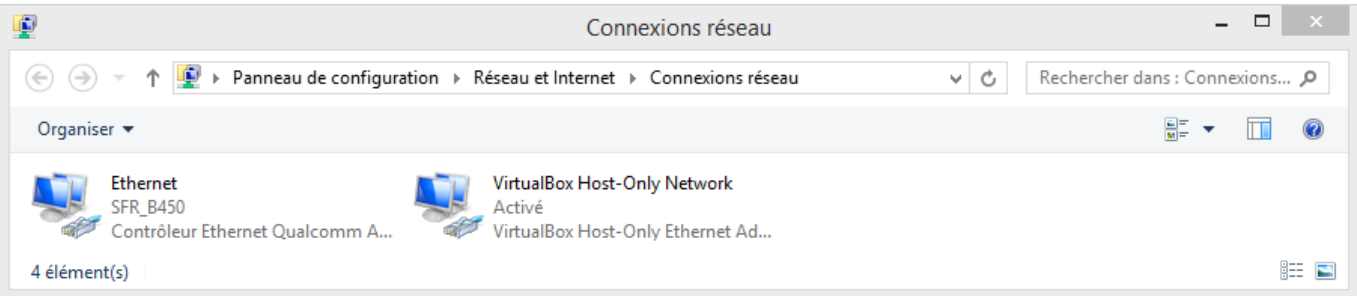 Connexions réseau
Panneau de configuration Réseau et Internet Connexions réseau Rechercher dans : Connexions...
Organiser
Ethernet
SFR_B450
Contrôleur Ethernet Qualcomm A...
VirtualBox Host-Only Network
Activé
VirtualBox Host-Only Ethernet Ad...
4 élément(s)